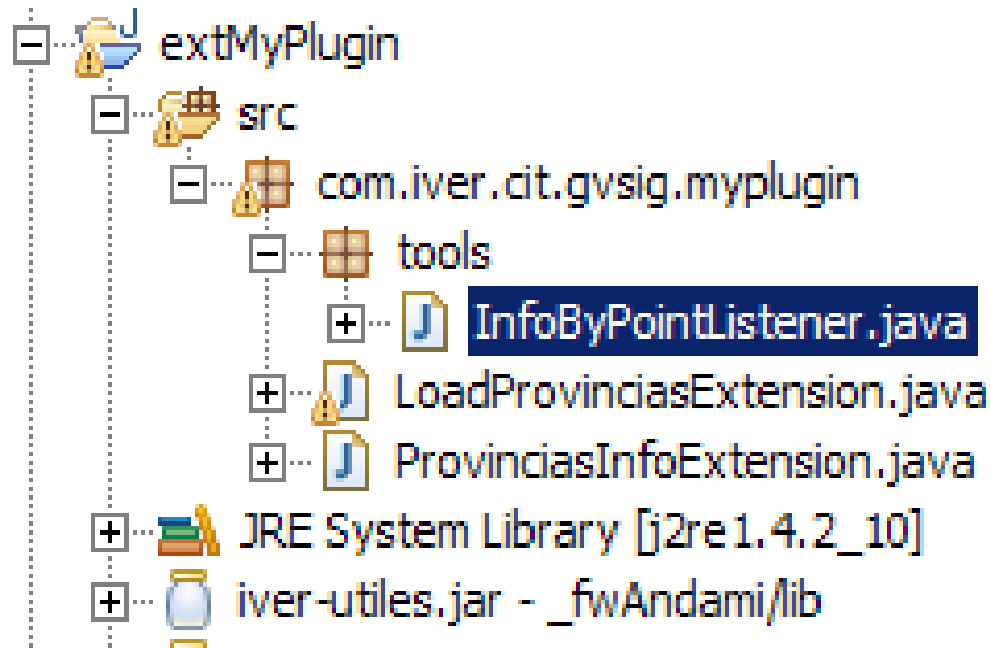 extMyPlugin
src
com.iver.cit.gvsig.myplugin
tools
InfoByPointListener.java
LoadProvinciasExtension.java
ProvinciasInfoExtension.java
JRE System Library [j2re1.4.2_10]
iver-utiles.jar - _fwAndami/lib